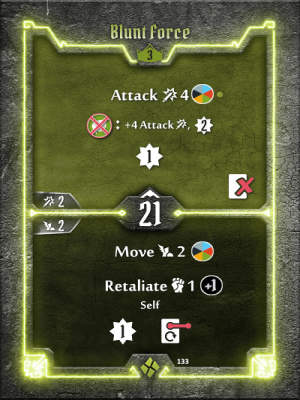 Blunt Force
3
Attack 4
: +4 Attack , 2
1
2
21
2
Move 2
Retaliate 1 +1
Self
1
133